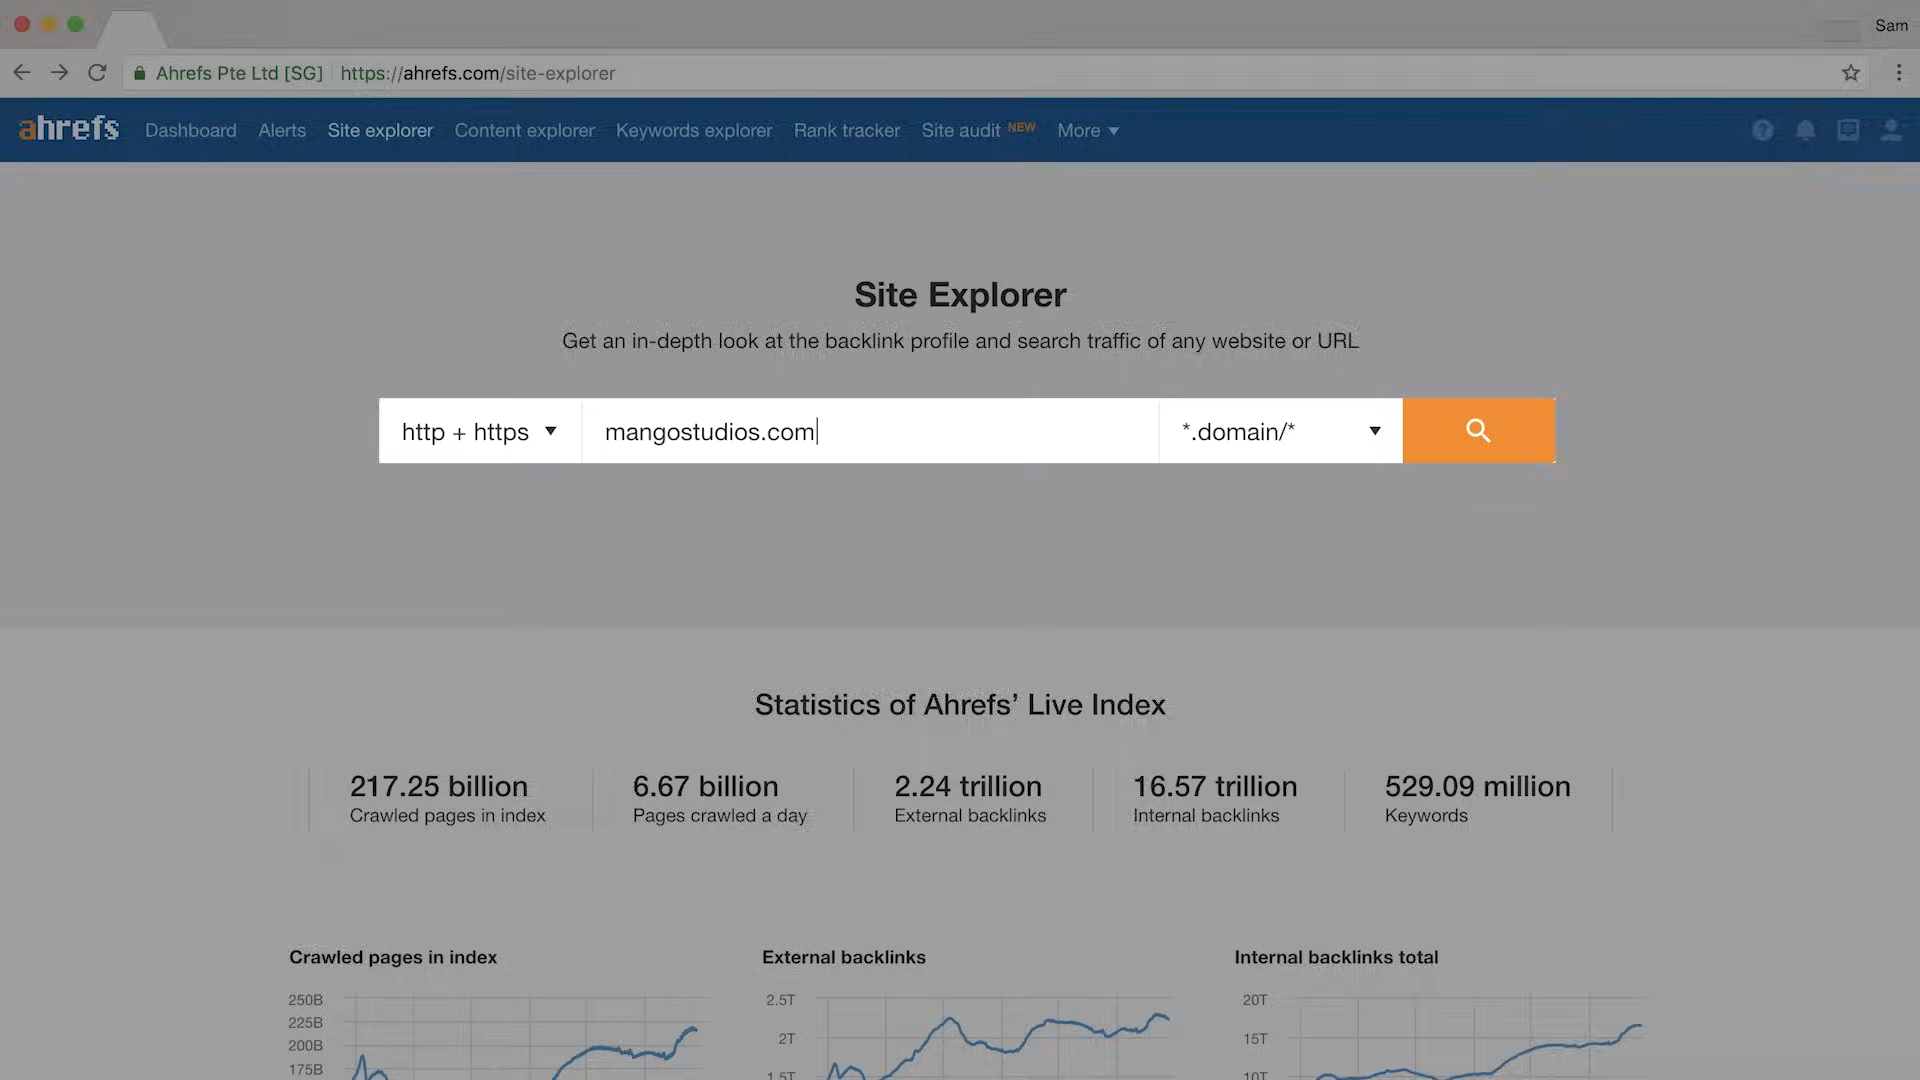 Sam
Ahrefs Pte Ltd [SG] https://ahrefs.com/site-explorer
ahrefs Dashboard Alerts Site explorer Content explorer Keywords explorer Rank tracker Site audit NEW More
Site Explorer
Get an in-depth look at the backlink profile and search traffic of any website or URL
http + https mangostudios.com *.domain/*
Statistics of Ahrefs’ Live Index
217.25 billion 6.67 billion 2.24 trillion 16.57 trillion 529.09 million
Crawled pages in index Pages crawled a day External backlinks Internal backlinks Keywords
Crawled pages in index External backlinks Internal backlinks total
250B 2.5T 20T
225B
200B 2T 15T
175B 1.5T 10T